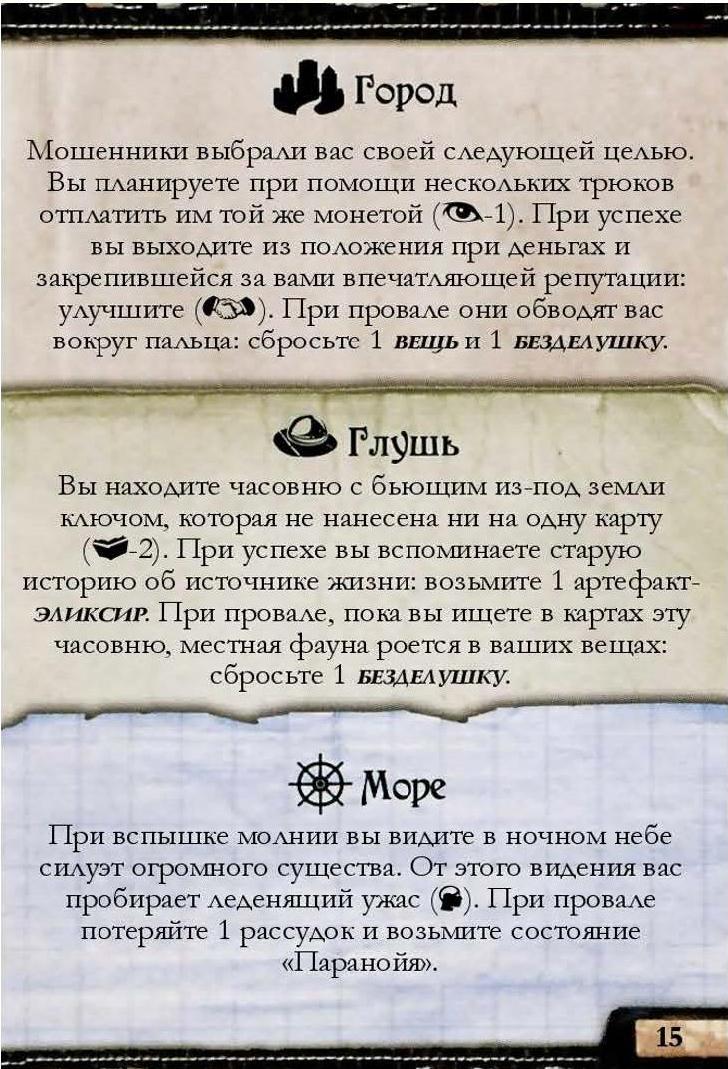 Город
Мошенники выбрали вас своей следующей целью.
Вы планируете при помощи нескольких трюков
отплатить им той же монетой (-1). При успехе
вы выходите из положения при деньгах и
закрепившейся за вами впечатляющей репутации:
улучшите (). При провале они обводят вас
вокруг пальца: сбросьте 1 ВЕЩЬ и 1 БЕЗДЕЛУШКУ.
Глушь
Вы находите часовню с бьющим из-под земли
ключом, которая не нанесена ни на одну карту
(-2). При успехе вы вспоминаете старую
историю об источнике жизни: возьмите 1 артефакт-
ЭЛИКСИР. При провале, пока вы ищете в картах эту
часовню, местная фауна роется в ваших вещах:
сбросьте 1 БЕЗДЕЛУШКУ.
Море
При вспышке молнии вы видите в ночном небе
силуэт огромного существа. От этого видения вас
пробирает леденящий ужас (). При провале
потеряйте 1 рассудок и возьмите состояние
«Паранойя».
15